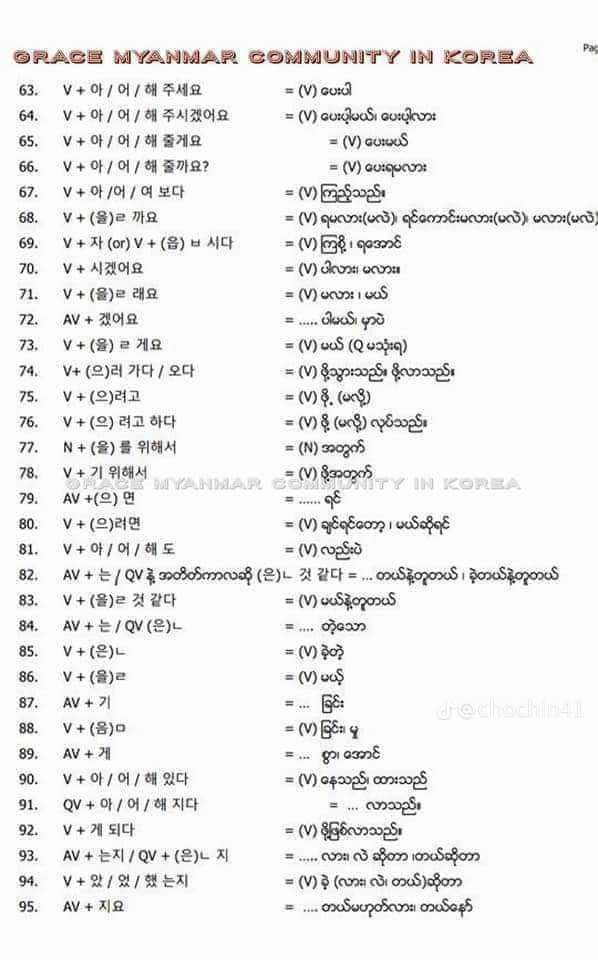 Pag
GRACE MYANMAR COMMUNITY IN KOREA
63. V + 아 / 어 / 해 주세요 = (V) ပေးပါ
64. V + 아 / 어 / 해 주시겠어요 = (V) ပေးပါ့မယ်၊ ပေးပါ့လား
65. V + 아 / 어 / 해 줄게요 = (V) ပေးမယ်
66. V + 아 / 어 / 해 줄까요? = (V) ပေးရမလား
67. V + 아 /어 / 여 보다 = (V) ကြည့်သည်။
68. V + (을)ㄹ 까요 = (V) ရမလား(မလဲ)၊ ရင်ကောင်းမလား(မလဲ)၊ မလား(မလဲ)
69. V + 자 (or) V + (읍) ㅂ 시다 = (V) ကြစို့ ၊ ရအောင်
70. V + 시겠어요 = (V) ပါလား၊ မလား။
71. V + (을)ㄹ 래요 = (V) မလား ၊ မယ်
72. AV + 겠어요 = ..... ပါမယ်၊ မှာပဲ
73. V + (을) ㄹ 게요 = (V) မယ် (Q မသုံးရ)
74. V+ (으)러 가다 / 오다 = (V) ဖို့သွားသည်။ ဖို့လာသည်။
75. V + (으)려고 = (V) ဖို့ (မလို့)
76. V + (으) 려고 하다 = (V) ဖို့ (မလို့) လုပ်သည်။
77. N + (을) 를 위해서 = (N) အတွက်
78. V + 기 위해서 = (V) ဖို့အတွက်
GRACE MYANMAR COMMUNITY IN KOREA
79. AV +(으) 면 = ...... ရင်
80. V + (으)려면 = (V) ချင်ရင်တော့ ၊ မယ်ဆိုရင်
81. V + 아 / 어 / 해 도 = (V) လည်းပဲ
82. AV + 는 / QV နဲ့ အတိတ်ကာလဆို (은)ㄴ 것 같다 = ... တယ်နဲ့တူတယ် ၊ ခဲ့တယ်နဲ့တူတယ်
83. V + (을)ㄹ 것 같다 = (V) မယ်နဲ့တူတယ်
84. AV + 는 / QV (은)ㄴ = .... တဲ့သော
85. V + (은)ㄴ = (V) ခဲ့တဲ့
86. V + (을)ㄹ = (V) မယ့်
87. AV + 기 = ... ခြင်း
@chochin41
88. V + (음)ㅁ = (V) ခြင်း၊ မှု
89. AV + 게 = ... စွာ၊ အောင်
90. V + 아 / 어 / 해 있다 = (V) နေသည်၊ ထားသည်
91. QV + 아 / 어 / 해 지다 = ... လာသည်။
92. V + 게 되다 = (V) ဖို့ဖြစ်လာသည်။
93. AV + 는지 / QV + (은)ㄴ 지 = ..... လား၊ လဲ ဆိုတာ ၊တယ်ဆိုတာ
94. V + 았 / 었 / 했 는지 = (V) ခဲ့ (လား၊ လဲ၊ တယ်)ဆိုတာ
95. AV + 지요 = .... တယ်မဟုတ်လား၊ တယ်နော်